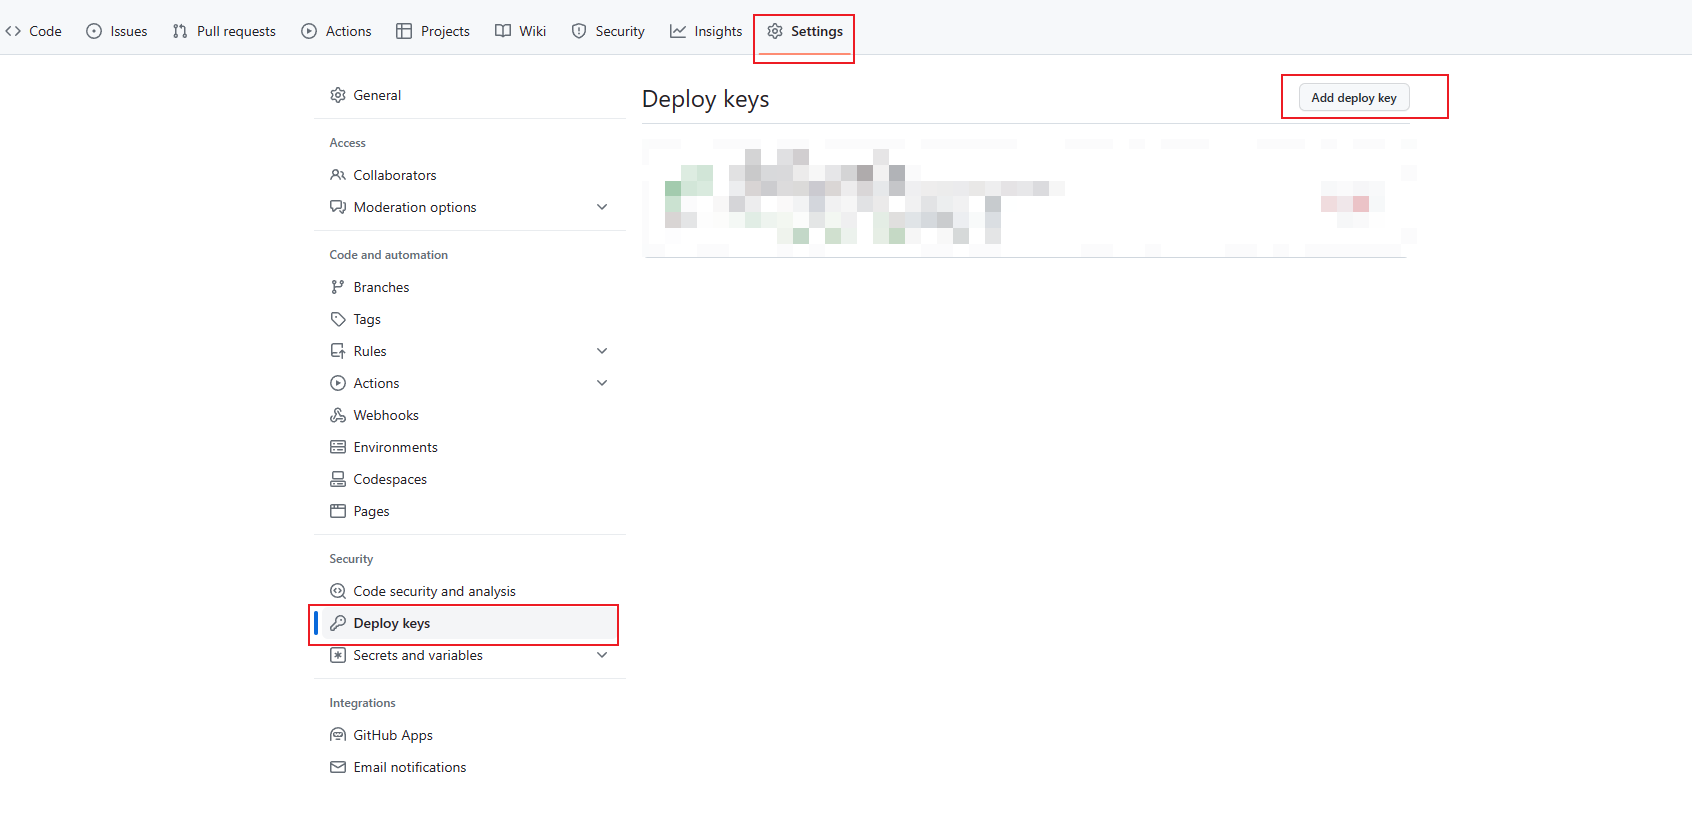 Code Issues Pull requests Actions Projects Wiki Security Insights Settings
General
Access
Collaborators
Moderation options
Code and automation
Branches
Tags
Rules
Actions
Webhooks
Environments
Codespaces
Pages
Security
Code security and analysis
Deploy keys
Secrets and variables
Integrations
GitHub Apps
Email notifications
Deploy keys
Add deploy key